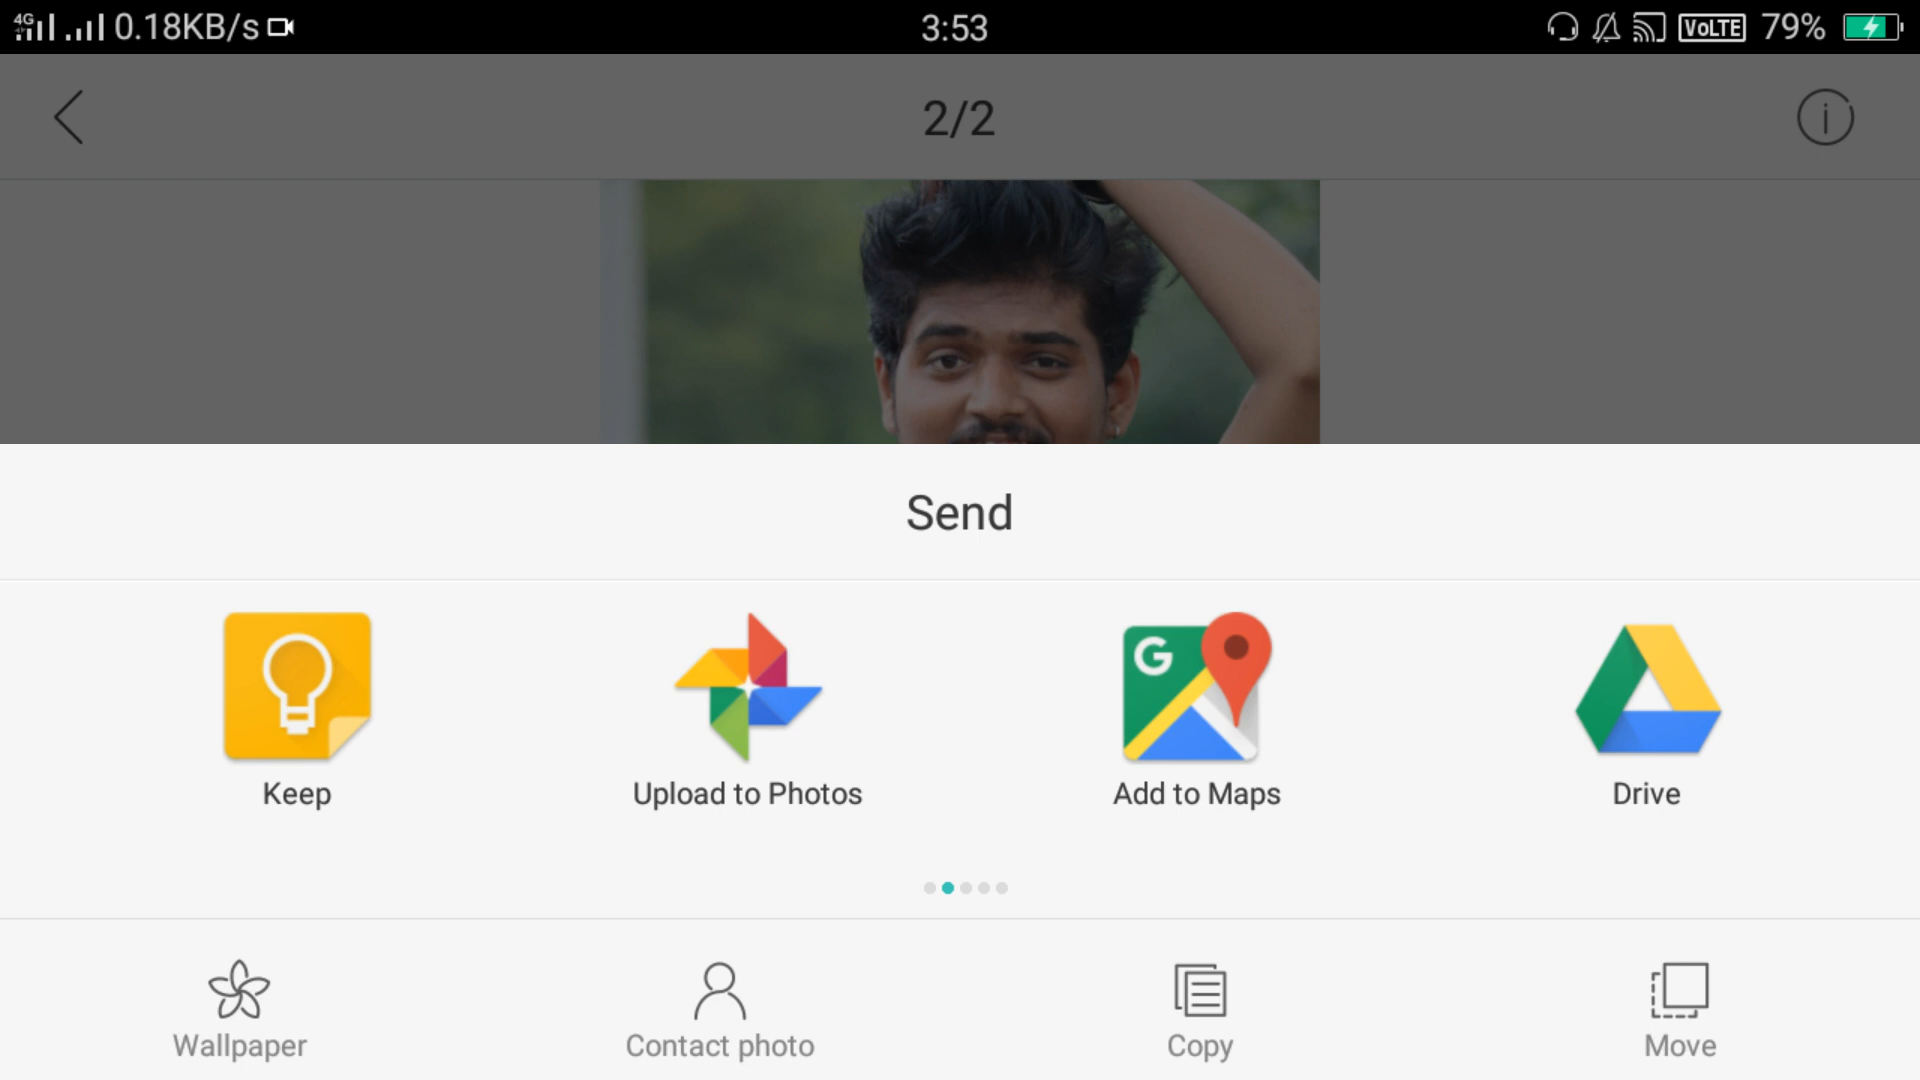 4G 0.18KB/s 3:53 VoLTE 79%
2/2
Send
G
Keep Upload to Photos Add to Maps Drive
Wallpaper Contact photo Copy Move